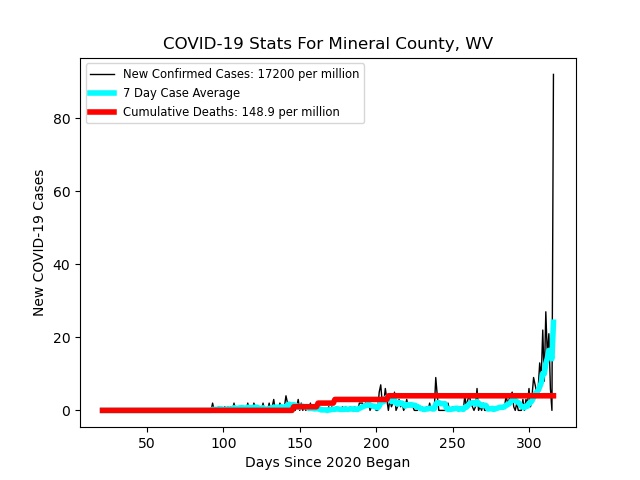 COVID-19 Stats For Mineral County, WV
New Confirmed Cases: 17200 per million
7 Day Case Average
Cumulative Deaths: 148.9 per million
New COVID-19 Cases
80
60
40
20
0
50 100 150 200 250 300
Days Since 2020 Began